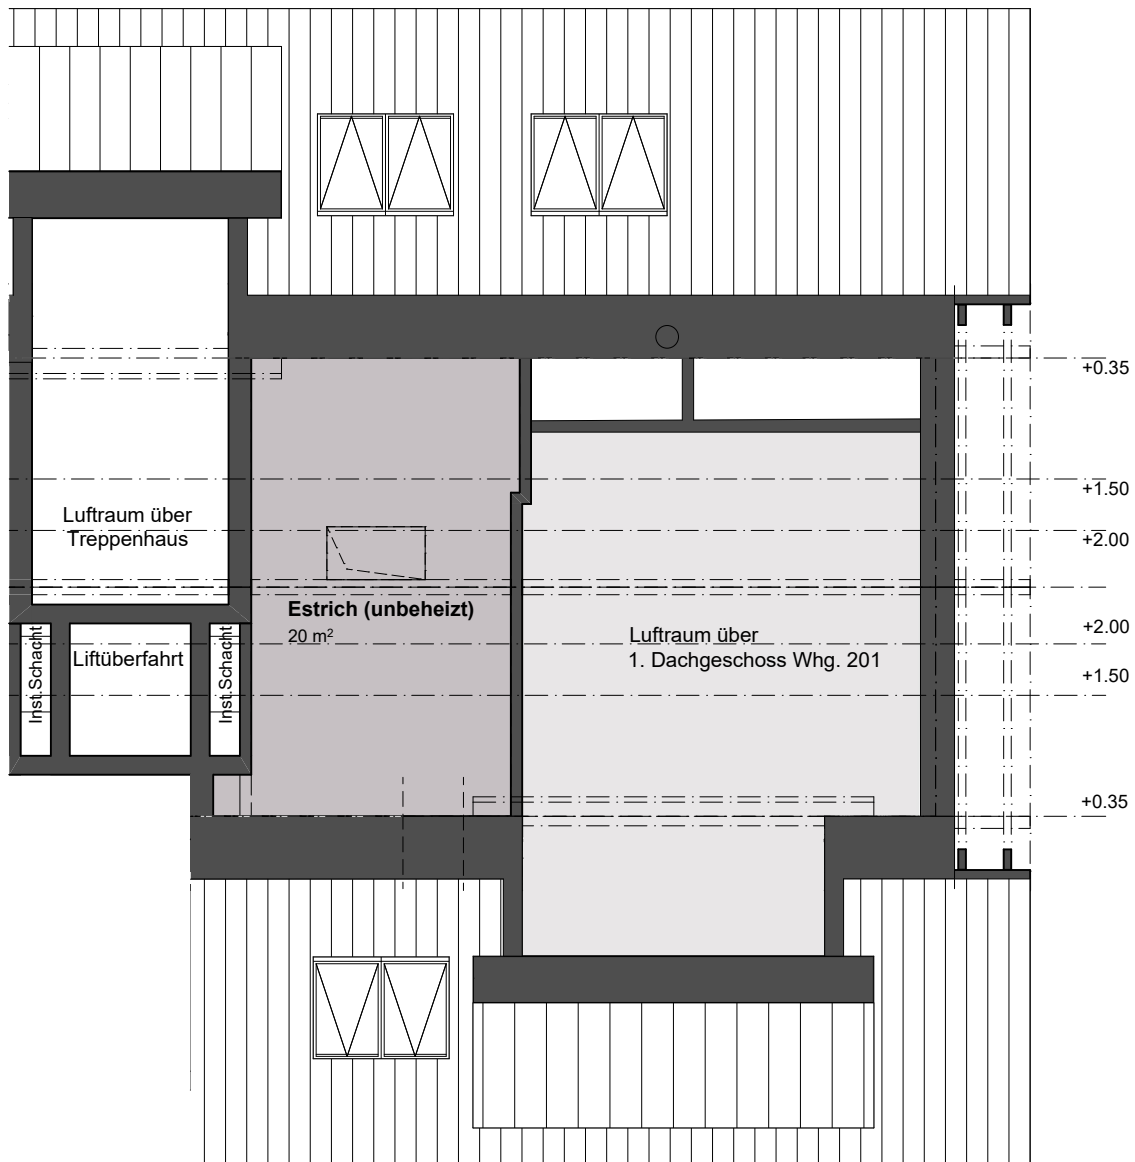 +0.35
+1.50
Luftraum über
Treppenhaus
+2.00
Estrich (unbeheizt)
20 m²
+2.00
Inst.Schacht
Liftüberfahrt
Inst.Schacht
Luftraum über
1. Dachgeschoss Whg. 201
+1.50
+0.35